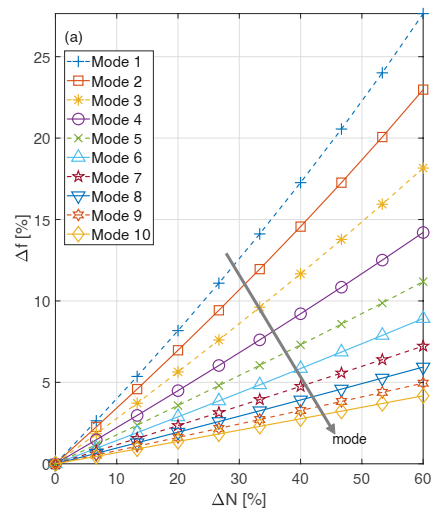 (a)
Mode 1
Mode 2
Mode 3
Mode 4
Mode 5
Mode 6
Mode 7
Mode 8
Mode 9
Mode 10
mode
25
20
15
10
5
0
0
10
20
30
40
50
60
Δf [%]
ΔN [%]